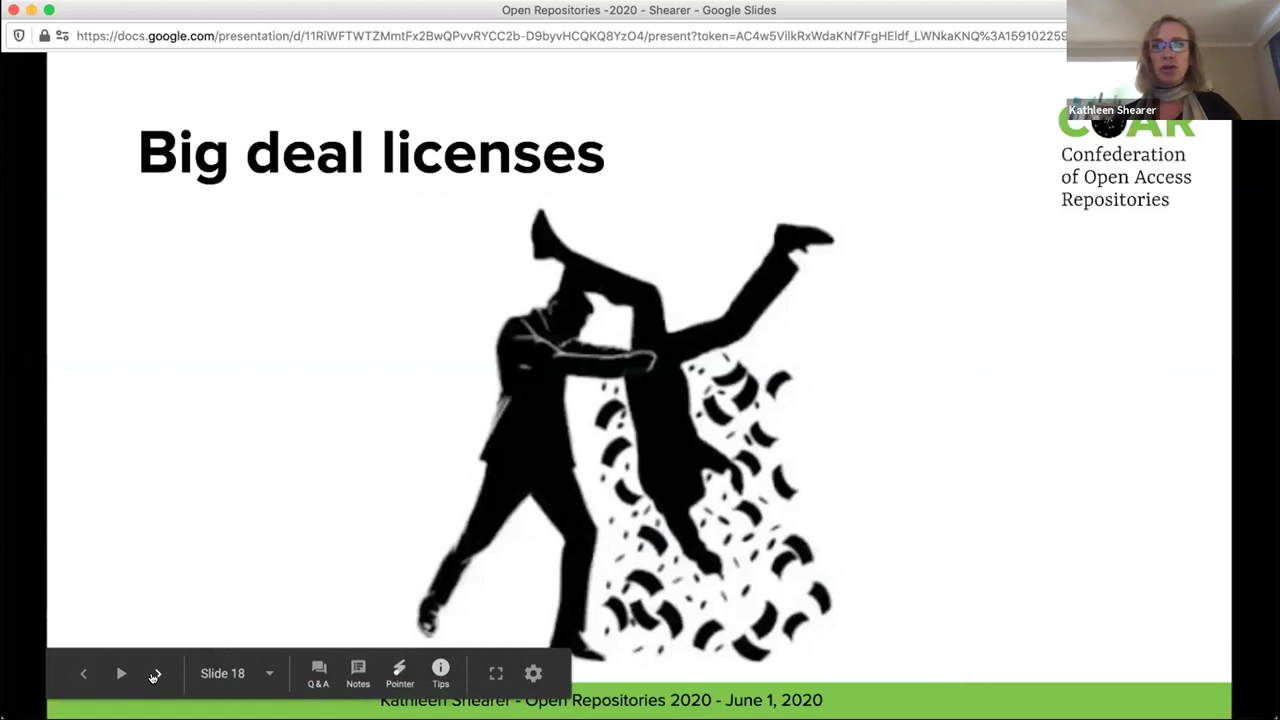 Open Repositories -2020 - Shearer - Google Slides
https://docs.google.com/presentation/d/11RiWFTWTZMmtFx2BwQPvvRYCC2b-D9byvHCQKQ8YzO4/present?token=AC4w5VilkRxWdaKNf7FgHEldf_LWNkaKNQ%3A15910225
Kathleen Shearer
Big deal licenses
COAR
Confederation
of Open Access
Repositories
Slide 18
Q & A
Notes
Pointer
Tips
Kathleen Shearer - Open Repositories 2020 - June 1, 2020